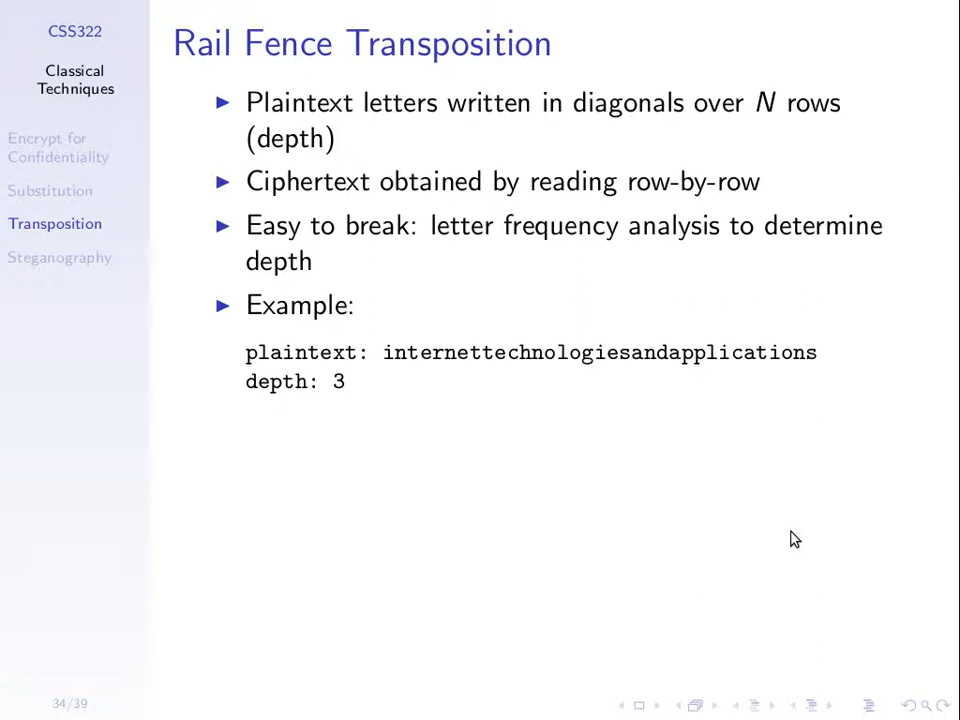 CSS322
Classical
Techniques
Encrypt for
Confidentiality
Substitution
Transposition
Steganography
34/39
Rail Fence Transposition
Plaintext letters written in diagonals over N rows
(depth)
Ciphertext obtained by reading row-by-row
Easy to break: letter frequency analysis to determine
depth
Example:
plaintext: internettechnologiesandapplications
depth: 3